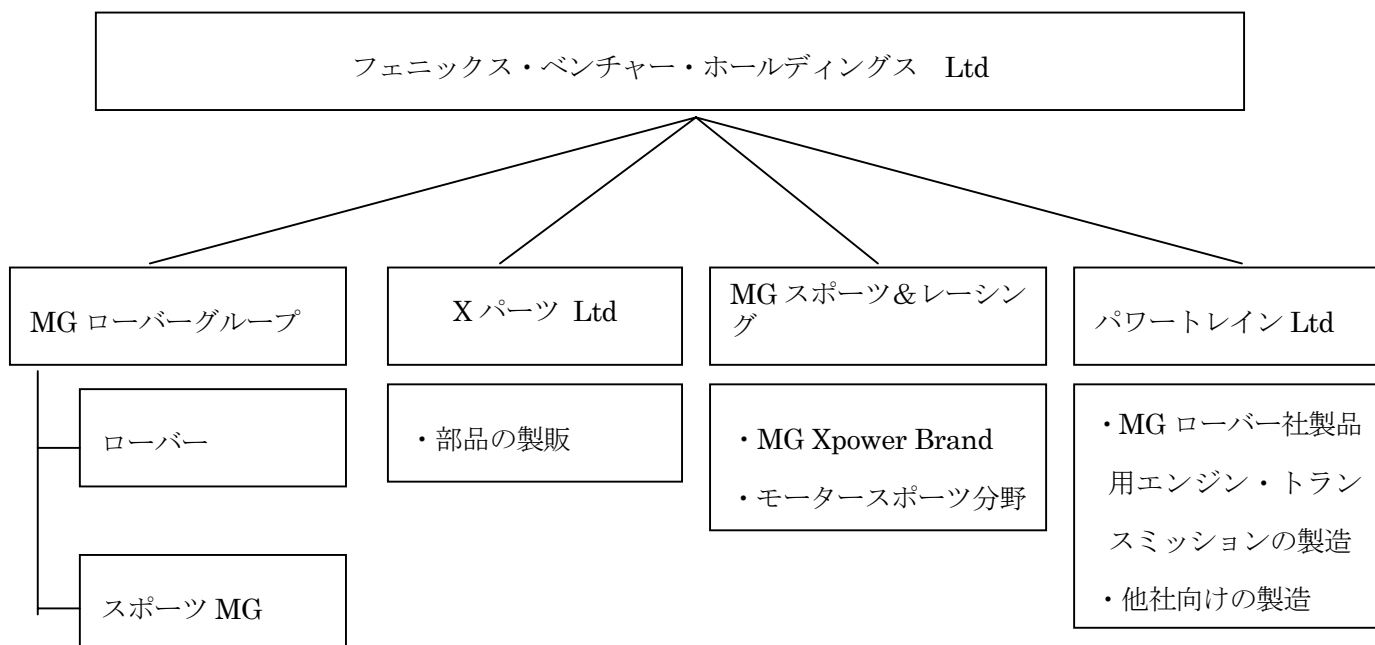 フェニックス・ベンチャー・ホールディングス Ltd
MG ローバーグループ
X パーツ Ltd
MG スポーツ&レーシン
グ
パワートレイン Ltd
ローバー
スポーツ MG
・部品の製販
・MG Xpower Brand
・モータースポーツ分野
・MG ローバー社製品
用エンジン・トラン
スミッションの製造
・他社向けの製造